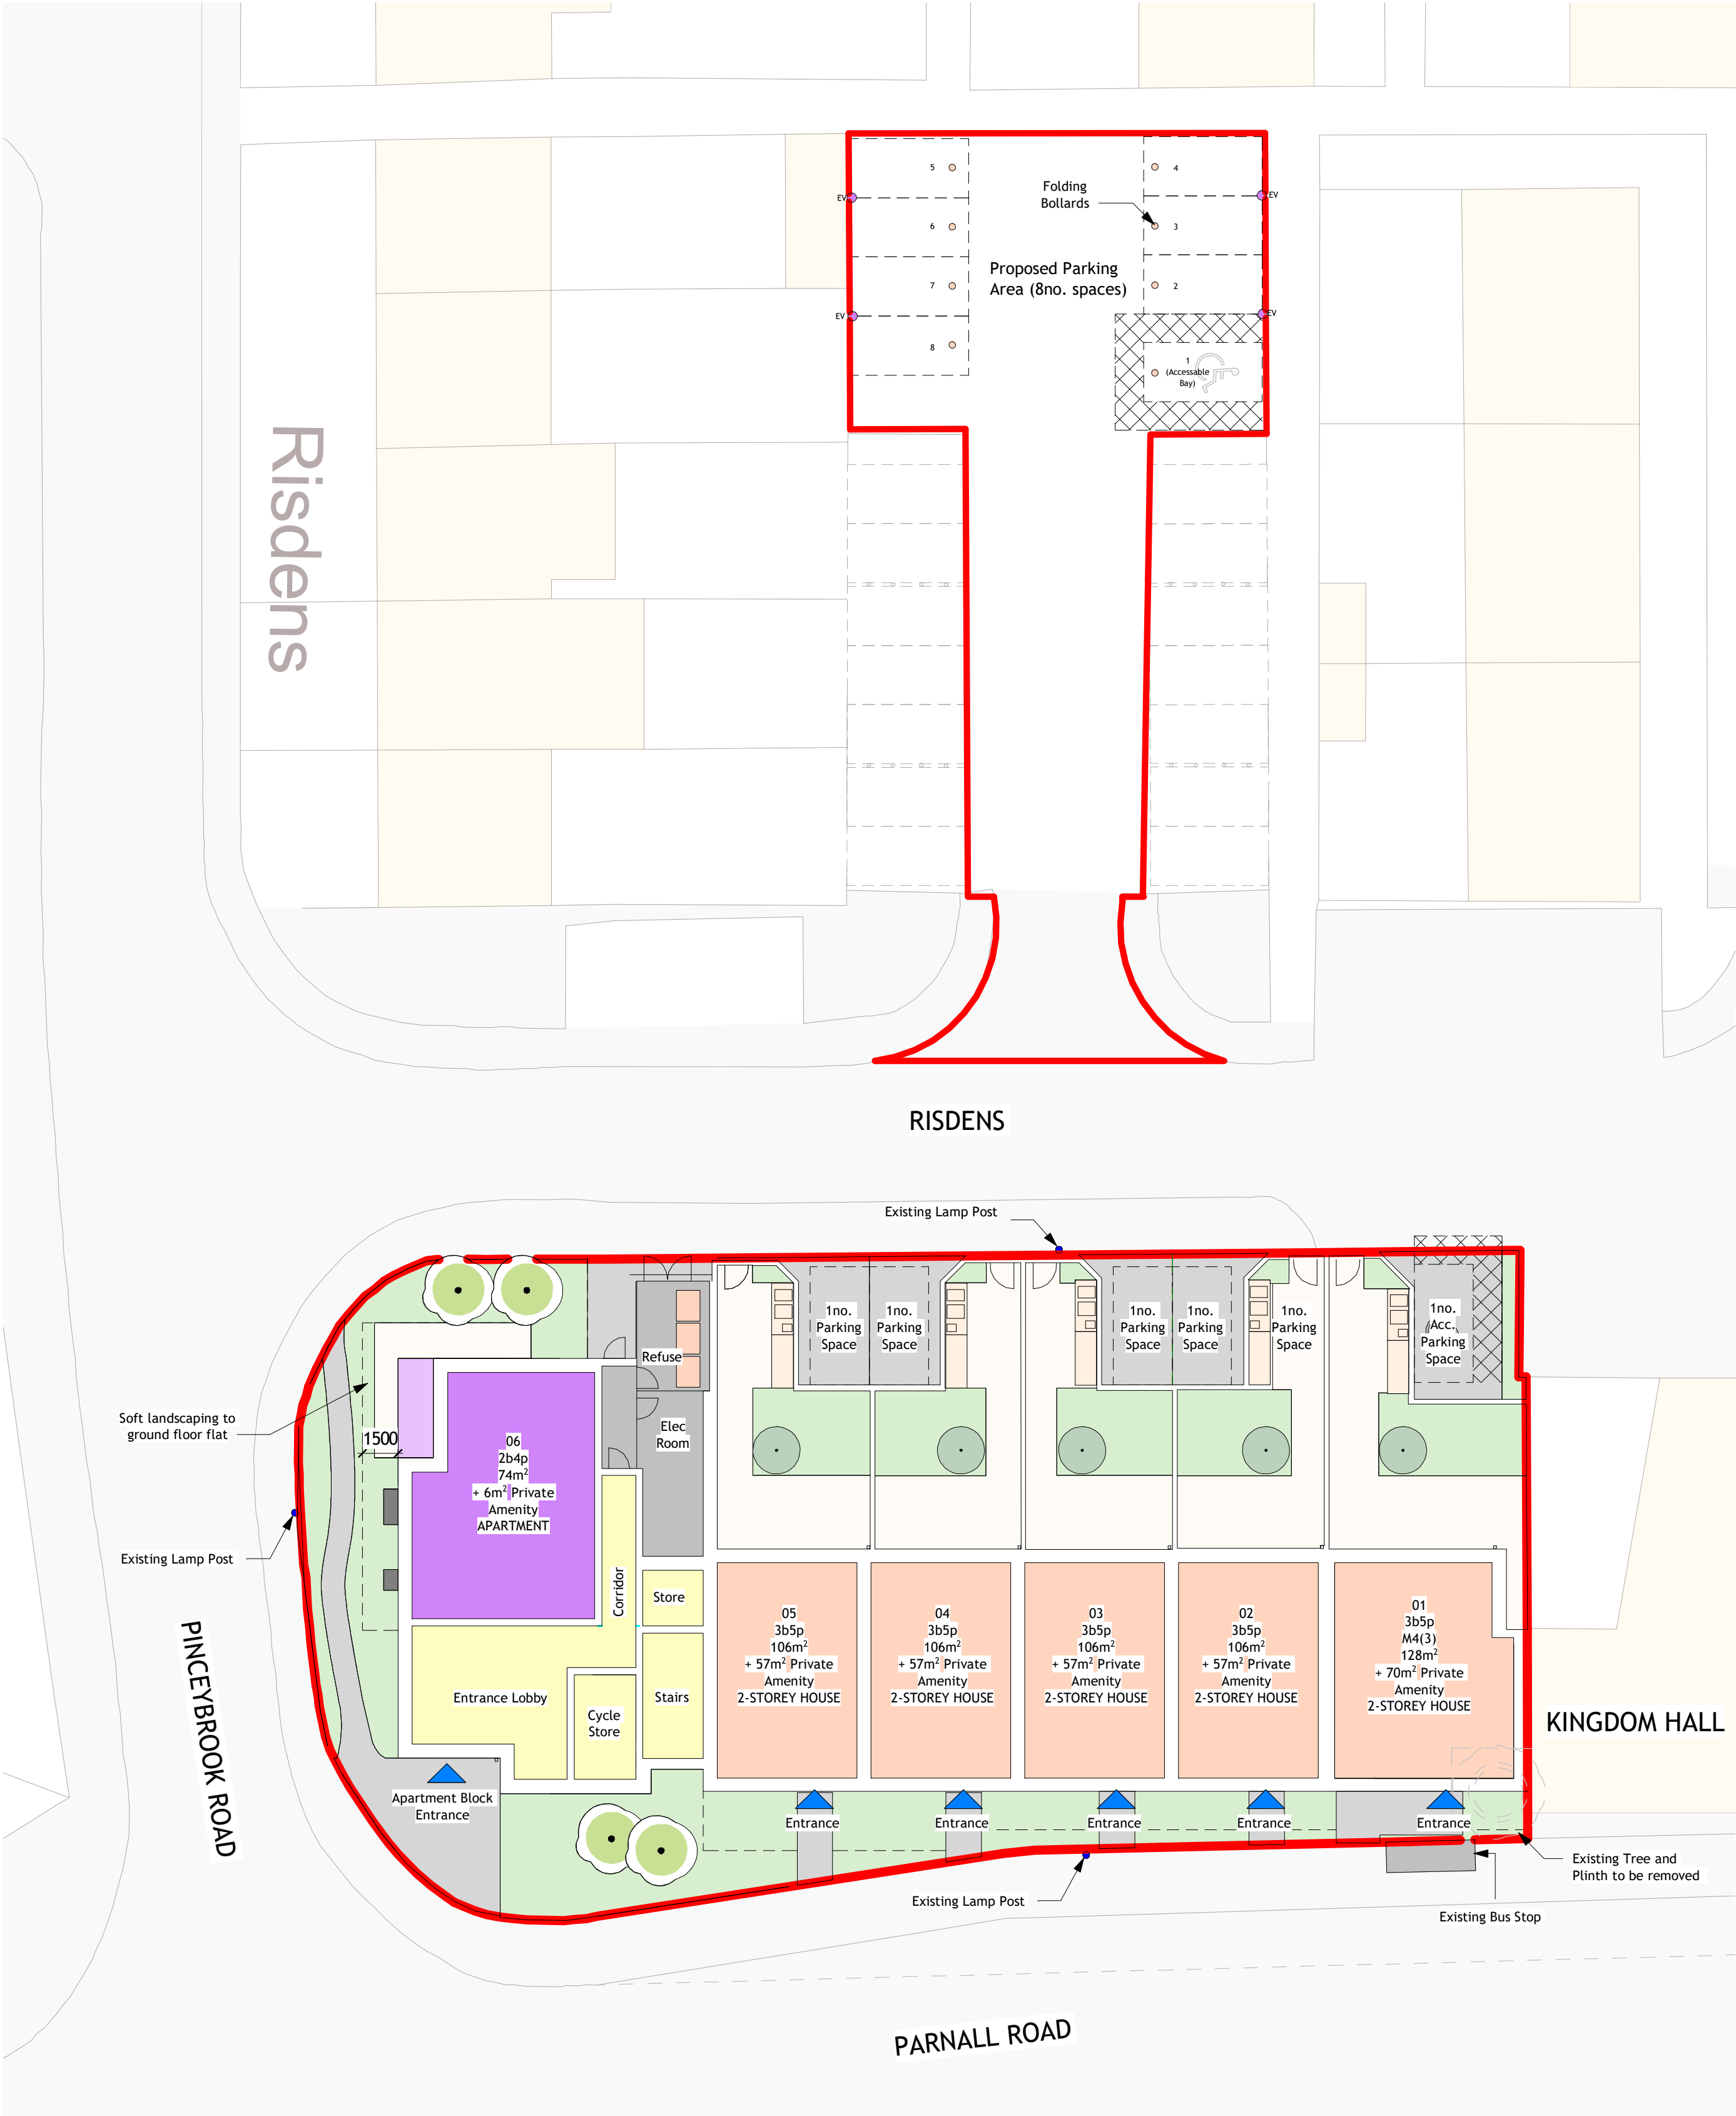 5
4
EV
EV
Folding
Bollards
6
3
Proposed Parking
Area (8no. spaces)
7
2
EV
EV
8
1
(Accessable
Bay)
Risdens
RISDENS
Existing Lamp Post
1no.
Parking
Space
1no.
Parking
Space
1no.
Parking
Space
1no.
Parking
Space
1no.
Parking
Space
1no.
Acc.
Parking
Space
Refuse
Elec
Room
Soft landscaping to
ground floor flat
1500
06
2b4p
74m²
+ 6m² Private
Amenity
APARTMENT
Existing Lamp Post
Corridor
Store
05
3b5p
106m²
+ 57m² Private
Amenity
2-STOREY HOUSE
04
3b5p
106m²
+ 57m² Private
Amenity
2-STOREY HOUSE
03
3b5p
106m²
+ 57m² Private
Amenity
2-STOREY HOUSE
02
3b5p
106m²
+ 57m² Private
Amenity
2-STOREY HOUSE
01
3b5p
M4(3)
128m²
+ 70m² Private
Amenity
2-STOREY HOUSE
Entrance Lobby
Cycle
Store
Stairs
KINGDOM HALL
PINCEYBROOK ROAD
Apartment Block
Entrance
Entrance
Entrance
Entrance
Entrance
Entrance
Existing Tree and
Plinth to be removed
Existing Lamp Post
Existing Bus Stop
PARNALL ROAD